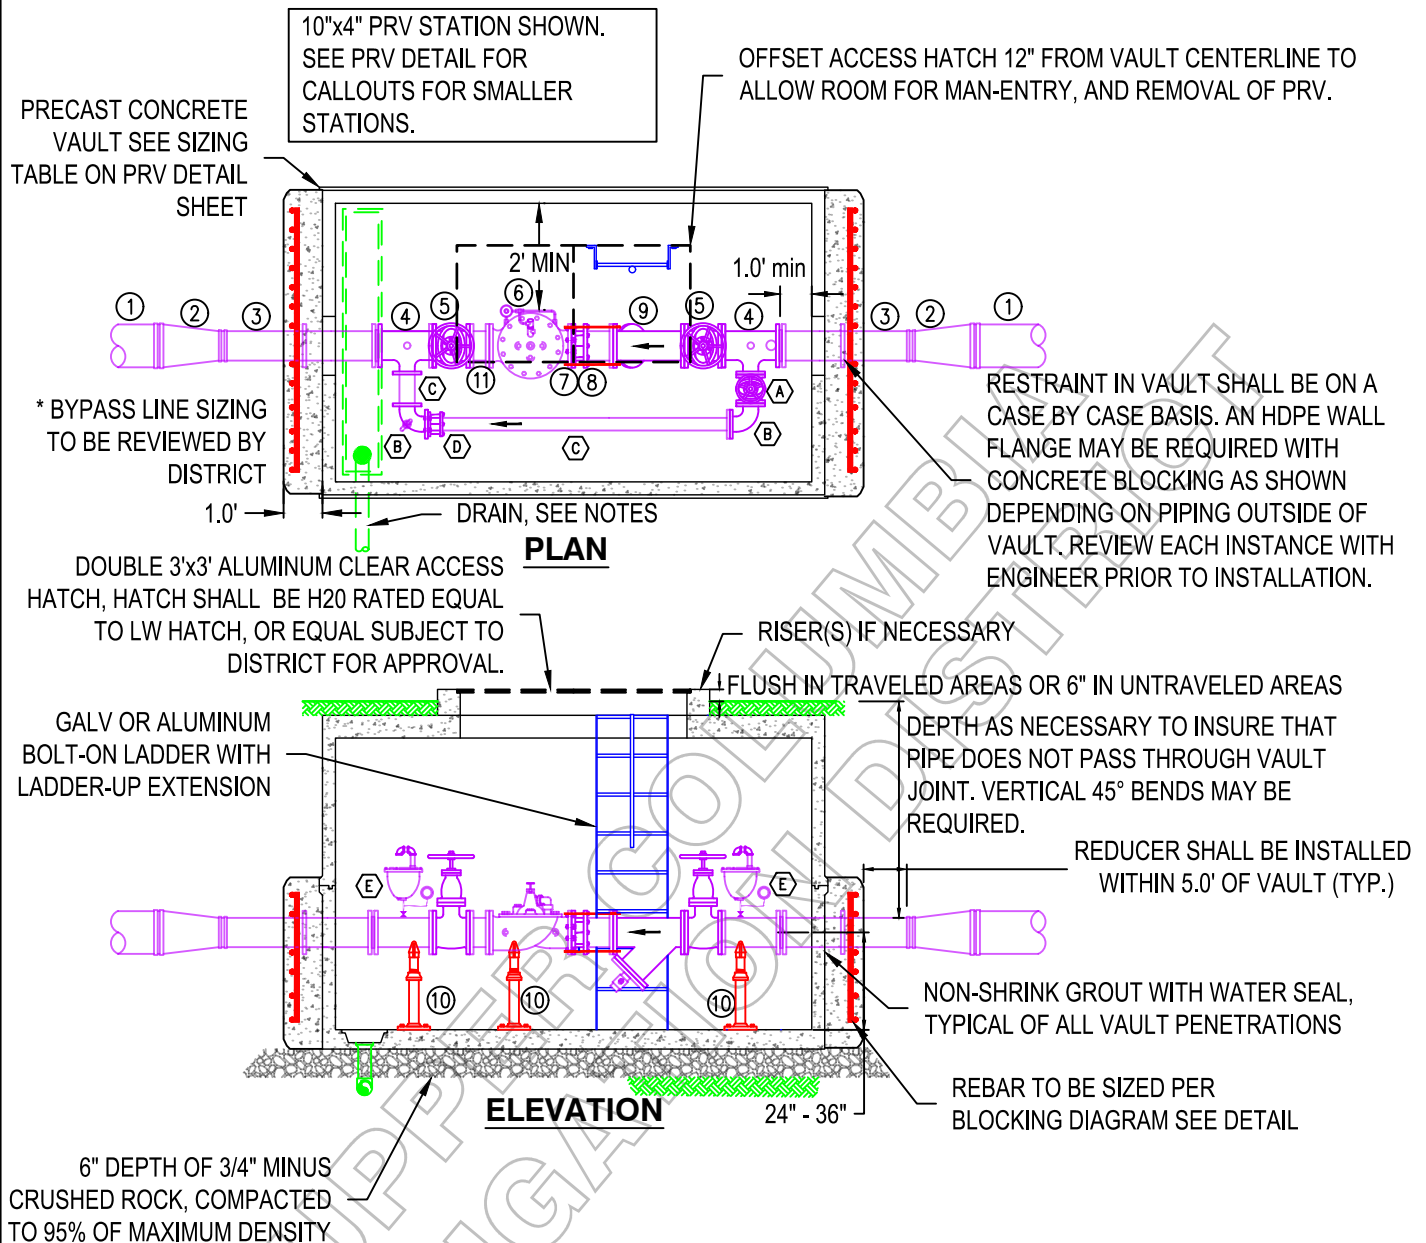 10"x4" PRV STATION SHOWN.
SEE PRV DETAIL FOR
CALLOUTS FOR SMALLER
STATIONS.
OFFSET ACCESS HATCH 12" FROM VAULT CENTERLINE TO
ALLOW ROOM FOR MAN-ENTRY, AND REMOVAL OF PRV.
PRECAST CONCRETE
VAULT SEE SIZING
TABLE ON PRV DETAIL
SHEET
2' MIN
1.0' min
1 2 3 4 5 6 9 5 4 3 2 1
11 7 8
C A
B D C B
* BYPASS LINE SIZING
TO BE REVIEWED BY
DISTRICT
1.0'
DRAIN, SEE NOTES
RESTRAINT IN VAULT SHALL BE ON A
CASE BY CASE BASIS. AN HDPE WALL
FLANGE MAY BE REQUIRED WITH
CONCRETE BLOCKING AS SHOWN
DEPENDING ON PIPING OUTSIDE OF
VAULT. REVIEW EACH INSTANCE WITH
ENGINEER PRIOR TO INSTALLATION.
PLAN
DOUBLE 3'x3' ALUMINUM CLEAR ACCESS
HATCH, HATCH SHALL BE H20 RATED EQUAL
TO LW HATCH, OR EQUAL SUBJECT TO
DISTRICT FOR APPROVAL.
RISER(S) IF NECESSARY
FLUSH IN TRAVELED AREAS OR 6" IN UNTRAVELED AREAS
GALV OR ALUMINUM
BOLT-ON LADDER WITH
LADDER-UP EXTENSION
DEPTH AS NECESSARY TO INSURE THAT
PIPE DOES NOT PASS THROUGH VAULT
JOINT. VERTICAL 45° BENDS MAY BE
REQUIRED.
REDUCER SHALL BE INSTALLED
WITHIN 5.0' OF VAULT (TYP.)
E E
10 10 10
NON-SHRINK GROUT WITH WATER SEAL,
TYPICAL OF ALL VAULT PENETRATIONS
REBAR TO BE SIZED PER
BLOCKING DIAGRAM SEE DETAIL
24" - 36"
ELEVATION
6" DEPTH OF 3/4" MINUS
CRUSHED ROCK, COMPACTED
TO 95% OF MAXIMUM DENSITY
UPPER COLUMBIA
GATION DISTRICT